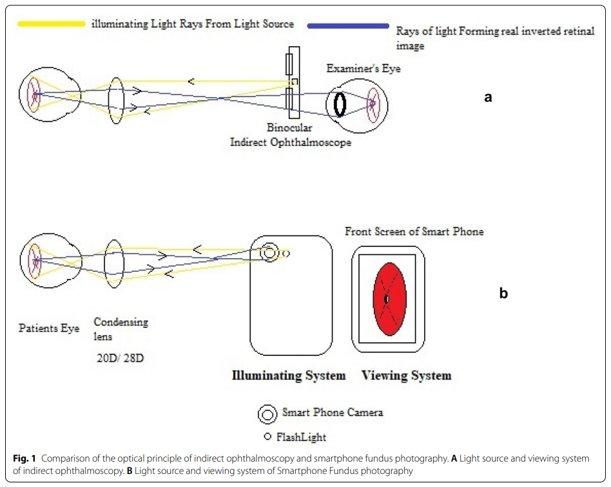 illuminating Light Rays From Light Source
Rays of light Forming real inverted retinal
image
Examiner's Eye
a
Binocular
Indirect Ophthalmoscope
Front Screen of Smart Phone
b
Patients Eye
Condensing
lens
20D/ 28D
Illuminating System
Viewing System
Smart Phone Camera
FlashLight
Fig. 1 Comparison of the optical principle of indirect ophthalmoscopy and smartphone fundus photography. A Light source and viewing system
of indirect ophthalmoscopy. B Light source and viewing system of Smartphone Fundus photography